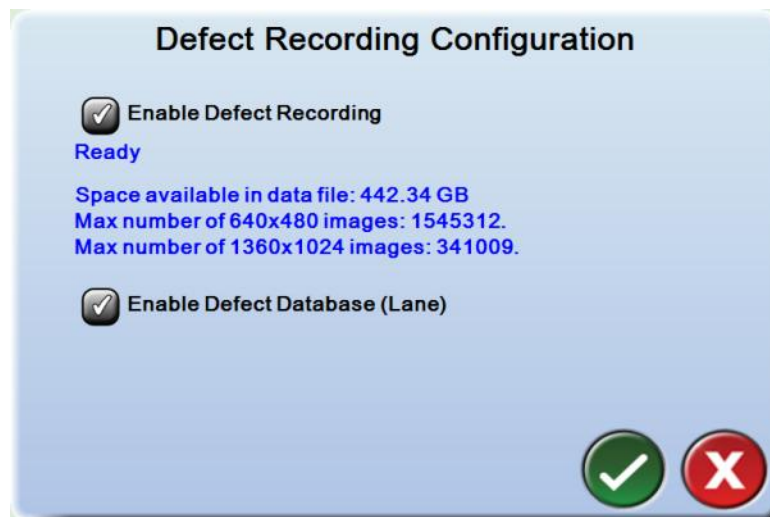 Defect Recording Configuration
Enable Defect Recording
Ready
Space available in data file: 442.34 GB
Max number of 640x480 images: 1545312.
Max number of 1360x1024 images: 341009.
Enable Defect Database (Lane)